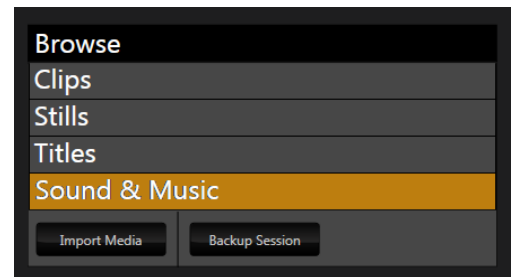 Browse
Clips
Stills
Titles
Sound & Music
Import Media Backup Session